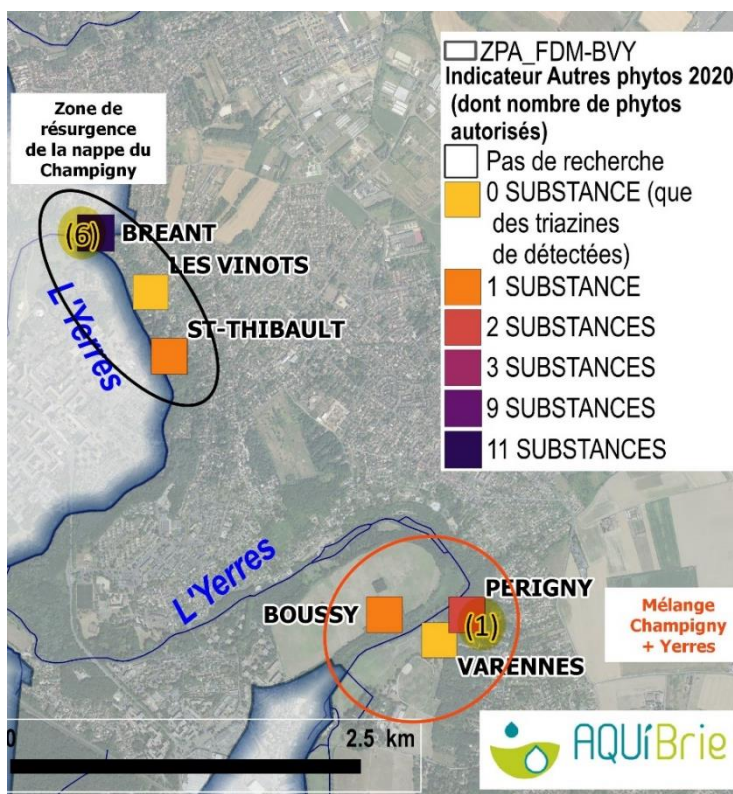 ZPA_FDM-BVY
Indicateur Autres phytos 2020
(dont nombre de phytos
autorisés)
Pas de recherche
0 SUBSTANCE (que
des triazines
de détectées)
1 SUBSTANCE
2 SUBSTANCES
3 SUBSTANCES
9 SUBSTANCES
11 SUBSTANCES
Zone de
résurgence
de la nappe du
Champigny
(6)
BREANT
LES VINOTS
ST-THIBAULT
L'Yerres
L'Yerres
BOUSSY
PERIGNY
(1)
VARENNES
Mélange
Champigny
+ Yerres
0
2.5 km
AQUiBrie